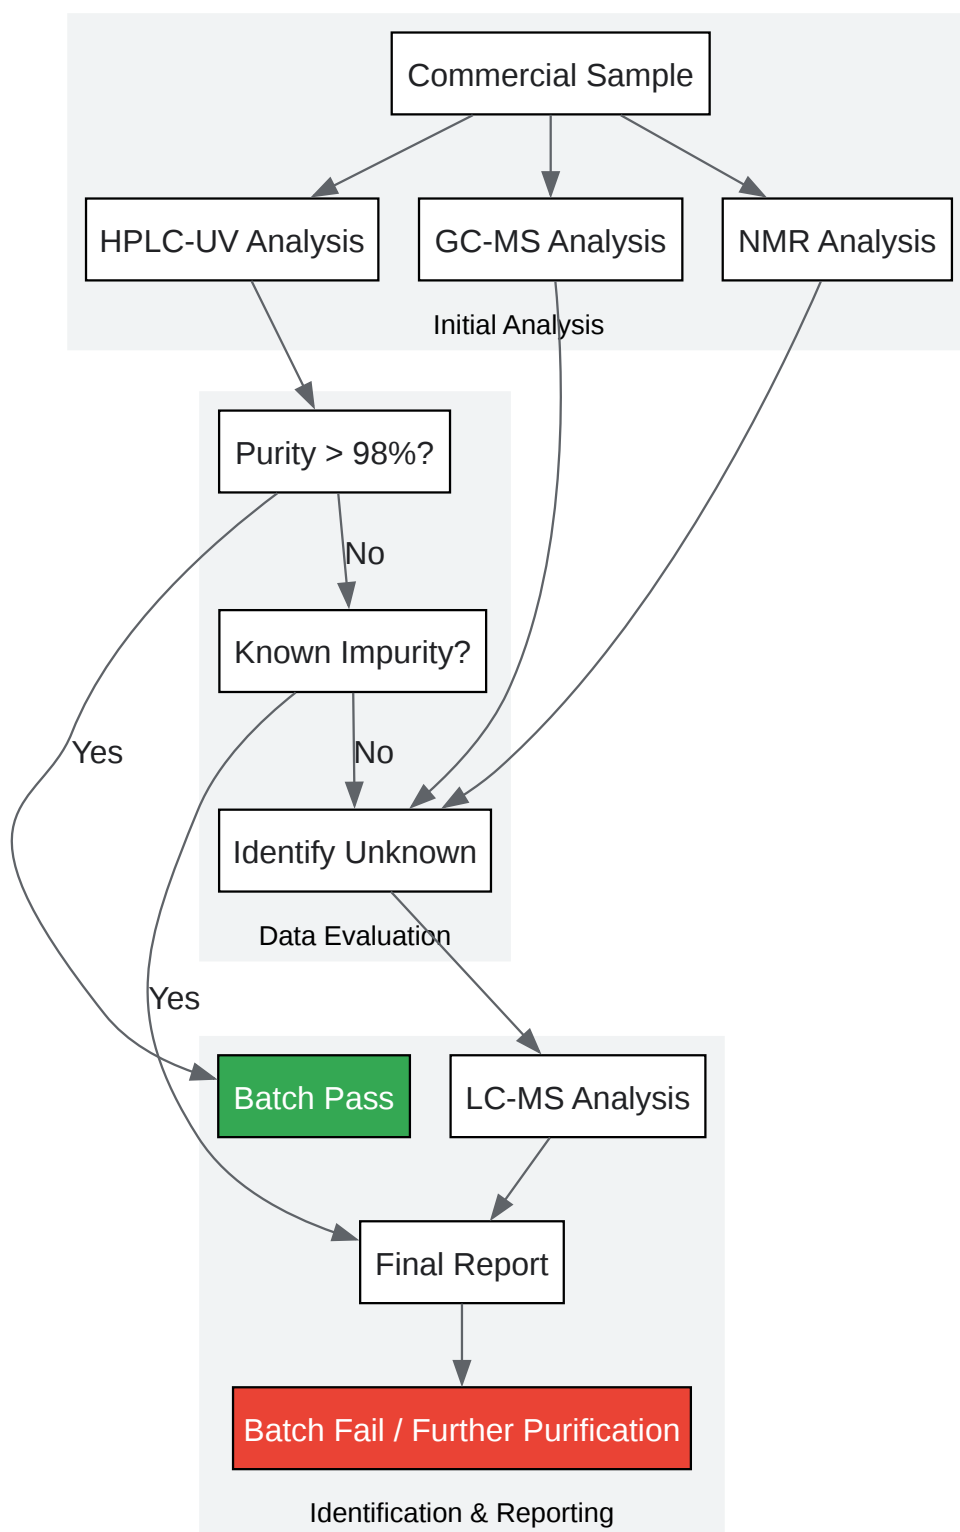 Commercial Sample
HPLC-UV Analysis
GC-MS Analysis
NMR Analysis
Initial Analysis
Purity > 98%?
No
Known Impurity?
Yes
No
Identify Unknown
Data Evaluation
Yes
Batch Pass
LC-MS Analysis
Final Report
Batch Fail / Further Purification
Identification & Reporting